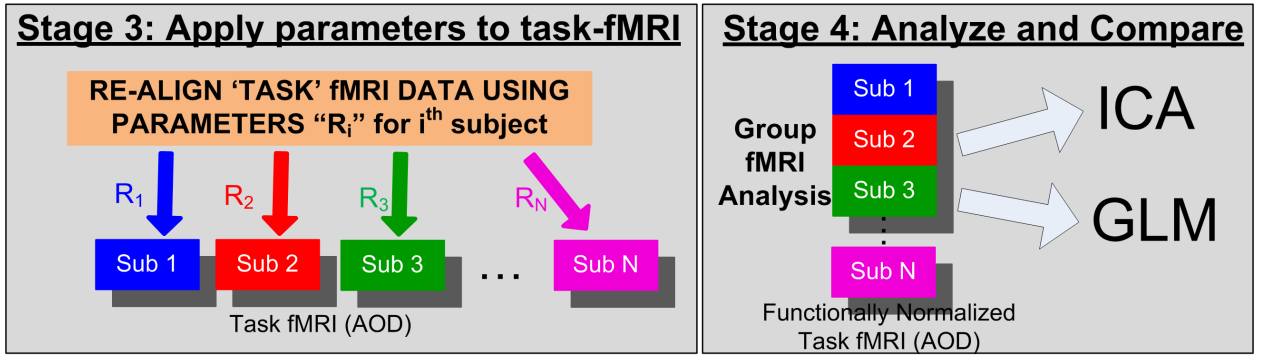 Stage 3: Apply parameters to task-fMRI
RE-ALIGN ‘TASK’ fMRI DATA USING
PARAMETERS “Ri” for ith subject
R1
R2
R3
RN
Sub 1
Sub 2
Sub 3
...
Sub N
Task fMRI (AOD)
Stage 4: Analyze and Compare
Group
fMRI
Analysis
Sub 1
Sub 2
Sub 3
Sub N
ICA
GLM
Functionally Normalized
Task fMRI (AOD)